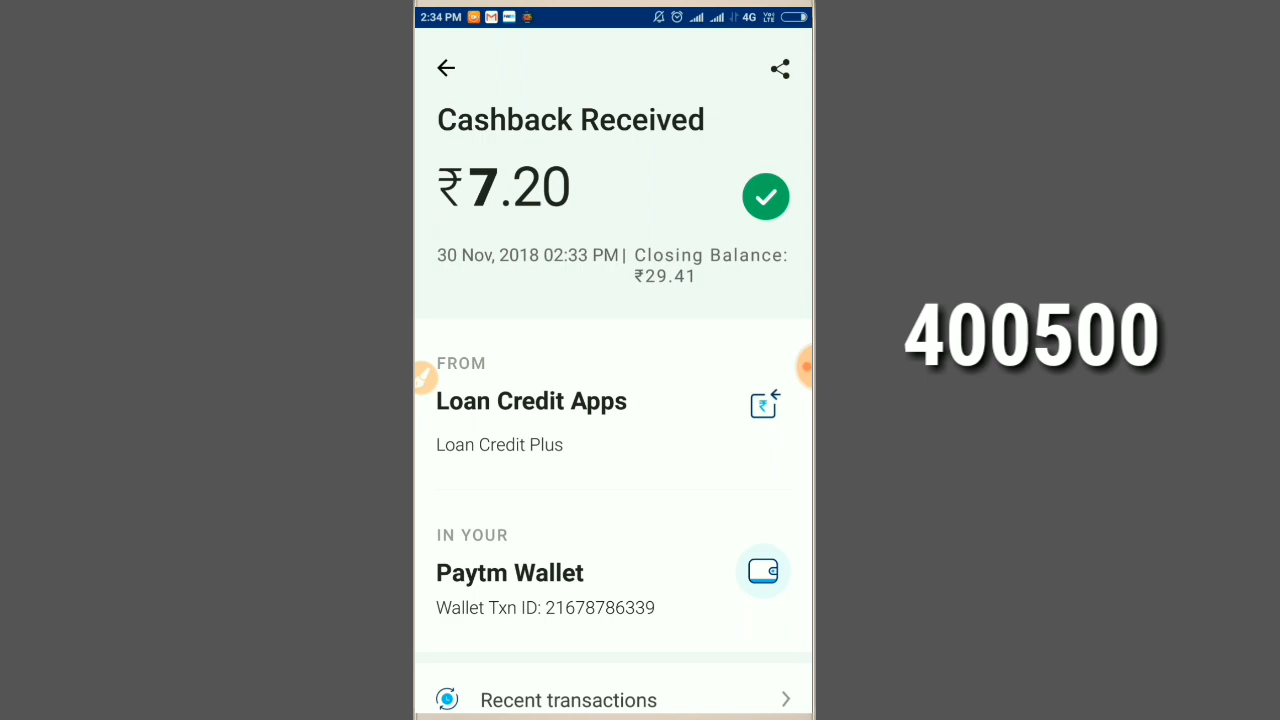 2:34 PM
4G VoLTE
Cashback Received
₹7.20
30 Nov, 2018 02:33 PM| Closing Balance:
₹29.41
FROM
Loan Credit Apps
Loan Credit Plus
IN YOUR
Paytm Wallet
Wallet Txn ID: 21678786339
Recent transactions
400500